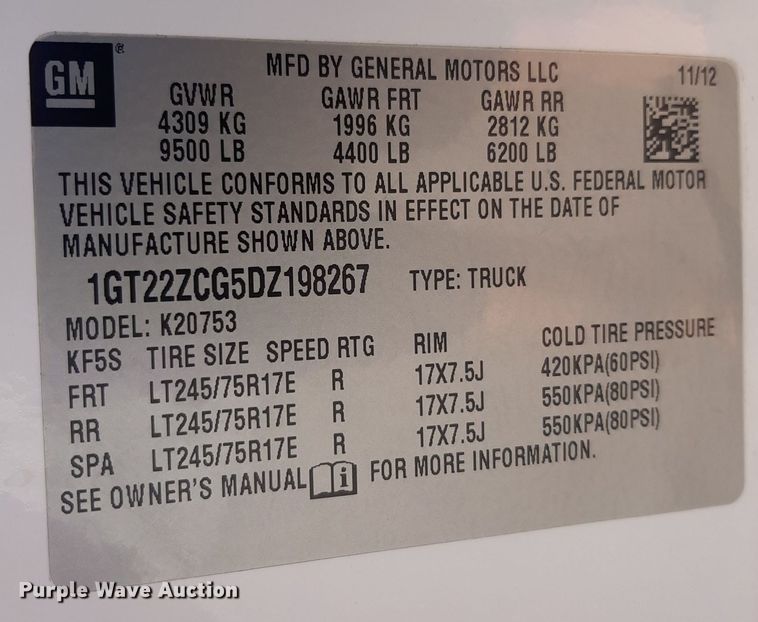 GM®
MFD BY GENERAL MOTORS LLC 11/12
GVWR GAWR FRT GAWR RR
4309 KG 1996 KG 2812 KG
9500 LB 4400 LB 6200 LB
THIS VEHICLE CONFORMS TO ALL APPLICABLE U.S. FEDERAL MOTOR
VEHICLE SAFETY STANDARDS IN EFFECT ON THE DATE OF
MANUFACTURE SHOWN ABOVE.
1GT22ZCG5DZ198267 TYPE: TRUCK
MODEL: K20753
KF5S TIRE SIZE SPEED RTG RIM COLD TIRE PRESSURE
FRT LT245/75R17E R 17X7.5J 420KPA(60PSI)
RR LT245/75R17E R 17X7.5J 550KPA(80PSI)
SPA LT245/75R17E R 17X7.5J 550KPA(80PSI)
SEE OWNER'S MANUAL i FOR MORE INFORMATION.
Purple Wave Auction